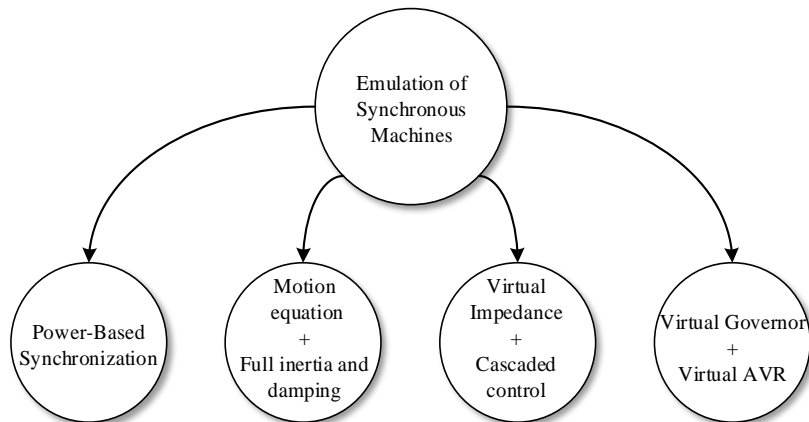 Emulation of
Synchronous
Machines
Power-Based
Synchronization
Motion
equation
+
Full inertia and
damping
Virtual
Impedance
+
Cascaded
control
Virtual Governor
+
Virtual AVR